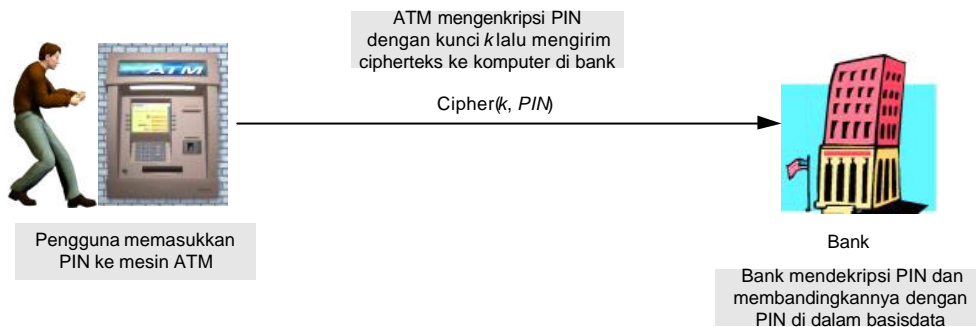 ATM mengenkripsi PIN
dengan kunci k lalu mengirim
cipherteks ke komputer di bank
Cipher(k, PIN)
ATM
Pengguna memasukkan
PIN ke mesin ATM
Bank
Bank mendekripsi PIN dan
membandingkannya dengan
PIN di dalam basisdata